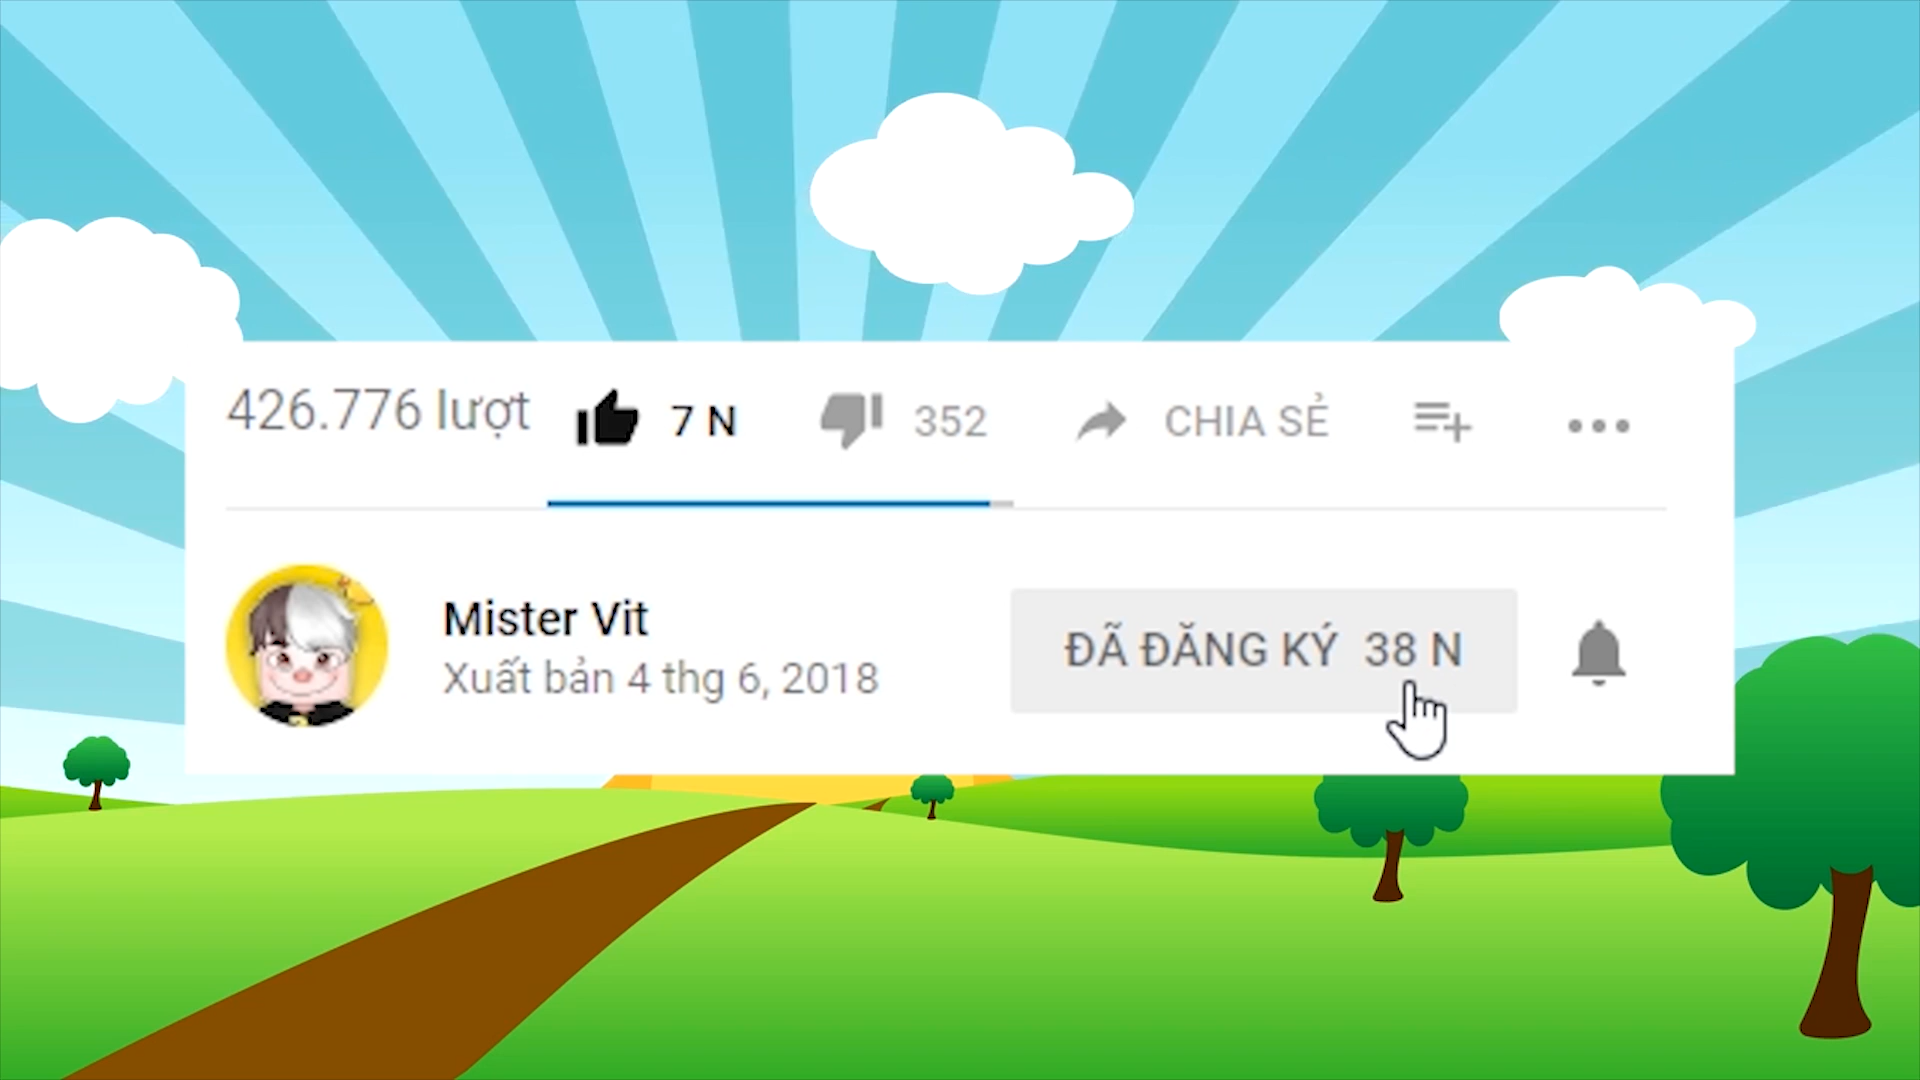 426.776 lượt 7 N 352 CHIA SẺ
Mister Vit
Xuất bản 4 thg 6, 2018
ĐÃ ĐĂNG KÝ 38 N